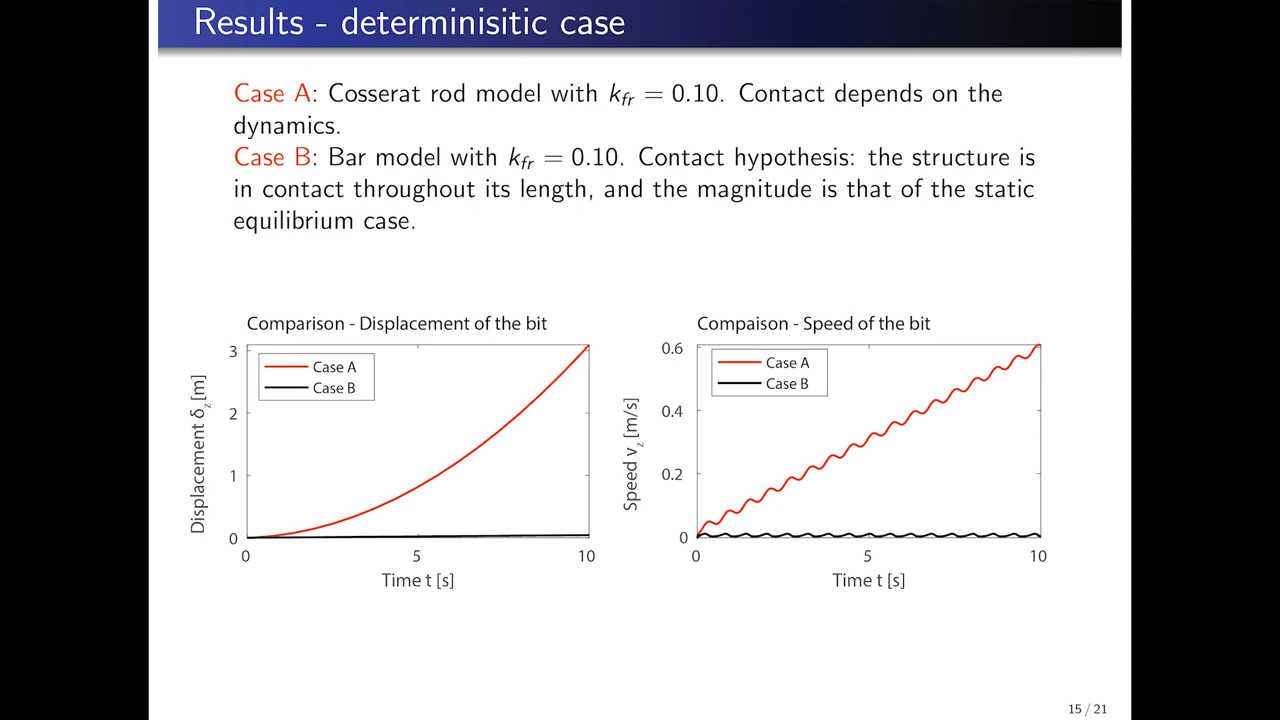 Results - determinisitic case
Case A: Cosserat rod model with k_fr = 0.10. Contact depends on the
dynamics.
Case B: Bar model with k_fr = 0.10. Contact hypothesis: the structure is
in contact throughout its length, and the magnitude is that of the static
equilibrium case.
Comparison - Displacement of the bit
3
2
1
0
Displacement δ_z [m]
Case A
Case B
0 5 10
Time t [s]
Compaison - Speed of the bit
0.6
0.4
0.2
0
Speed v_z [m/s]
Case A
Case B
0 5 10
Time t [s]
15 / 21